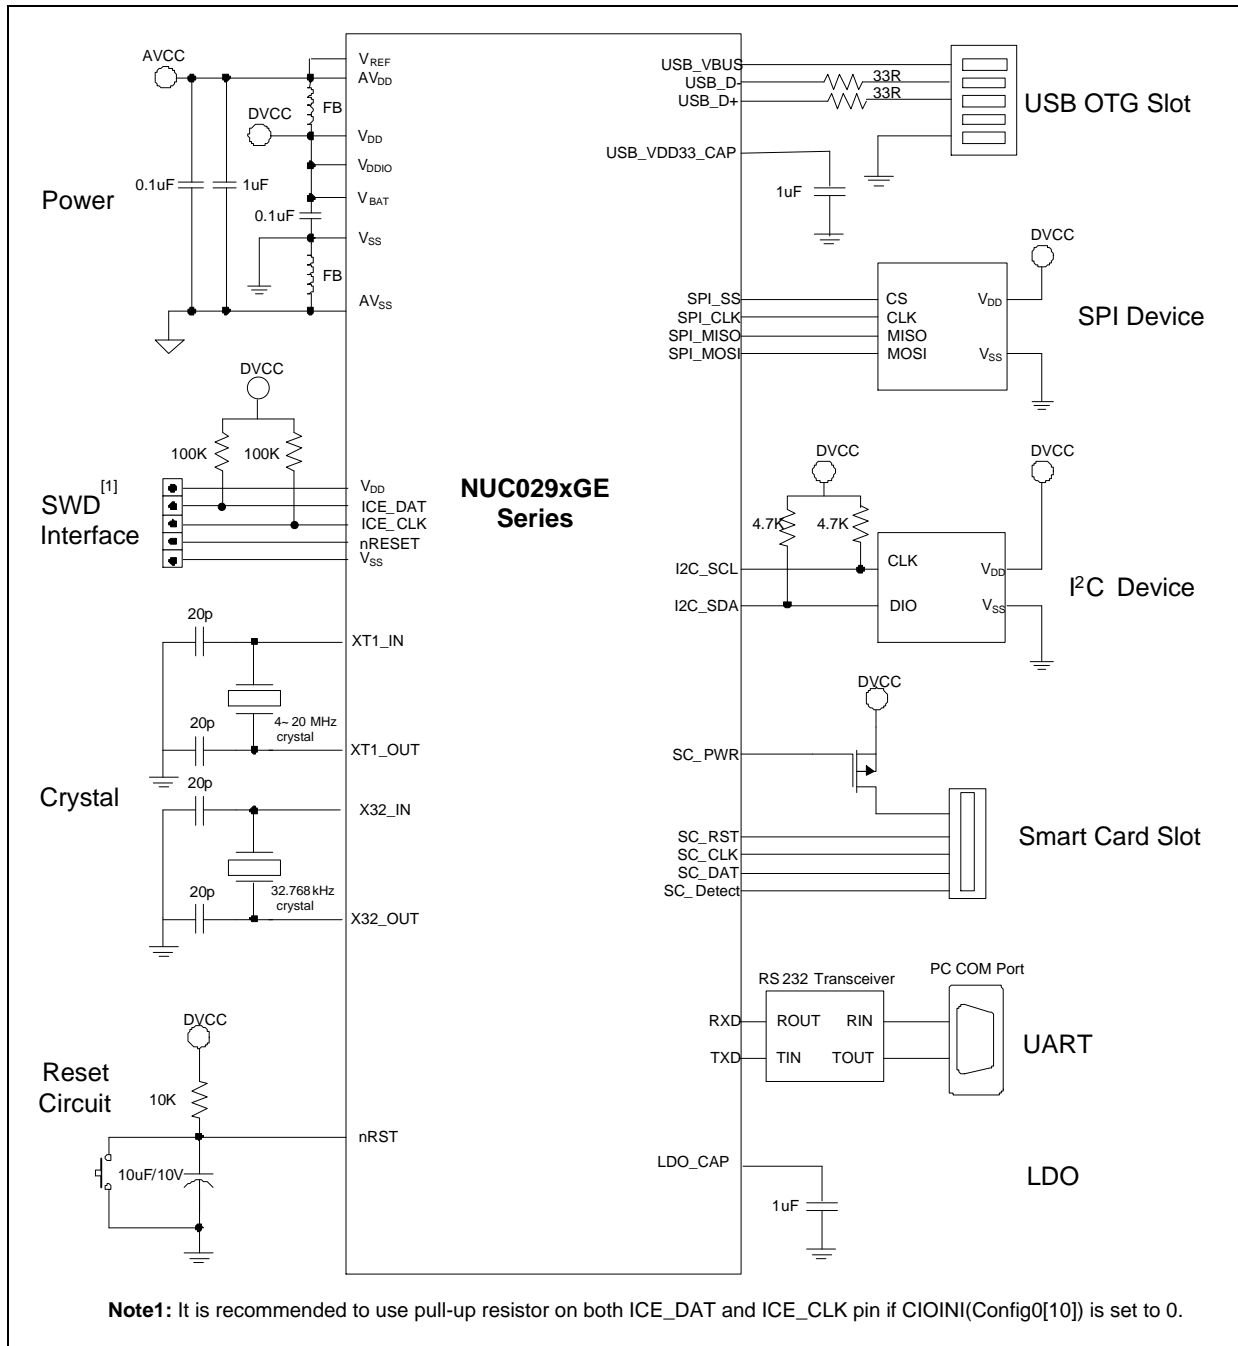 AVCC
VREF
AVDD
FB
DVCC
VDD
VDDIO
0.1uF
1uF
VBAT
0.1uF
VSS
FB
AVSS
Power
DVCC
100K
100K
SWD[1]
Interface
VDD
ICE_DAT
ICE_CLK
nRESET
VSS
20p
XT1_IN
4~20 MHz
crystal
20p
XT1_OUT
Crystal
20p
X32_IN
32.768kHz
crystal
20p
X32_OUT
DVCC
Reset
Circuit
10K
nRST
10uF/10V
NUC029xGE
Series
USB_VBUS
USB_D-
33R
USB_D+
33R
USB OTG Slot
USB_VDD33_CAP
1uF
DVCC
SPI_SS
CS
VDD
SPI_CLK
CLK
SPI_MISO
MISO
SPI_MOSI
MOSI
VSS
SPI Device
DVCC
DVCC
4.7K
4.7K
I2C_SCL
CLK
VDD
I2C_SDA
DIO
VSS
I2C Device
DVCC
SC_PWR
SC_RST
SC_CLK
SC_DAT
SC_Detect
Smart Card Slot
RS232 Transceiver
PC COM Port
RXD
ROUT
RIN
TXD
TIN
TOUT
UART
LDO_CAP
1uF
LDO
Note1: It is recommended to use pull-up resistor on both ICE_DAT and ICE_CLK pin if CIOINI(Config0[10]) is set to 0.